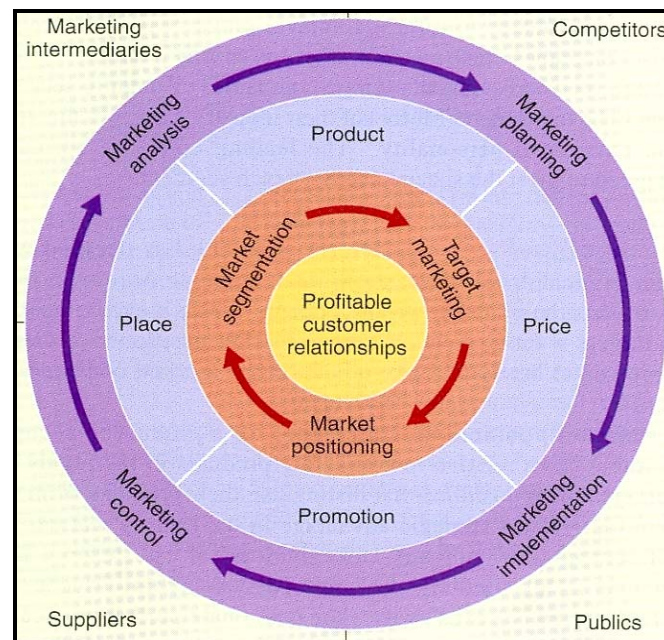 Marketing
intermediaries
Competitors
Marketing
analysis
Marketing
planning
Product
Market
segmentation
Target
marketing
Place
Profitable
customer
relationships
Price
Market
positioning
Marketing
control
Promotion
Marketing
implementation
Suppliers
Publics